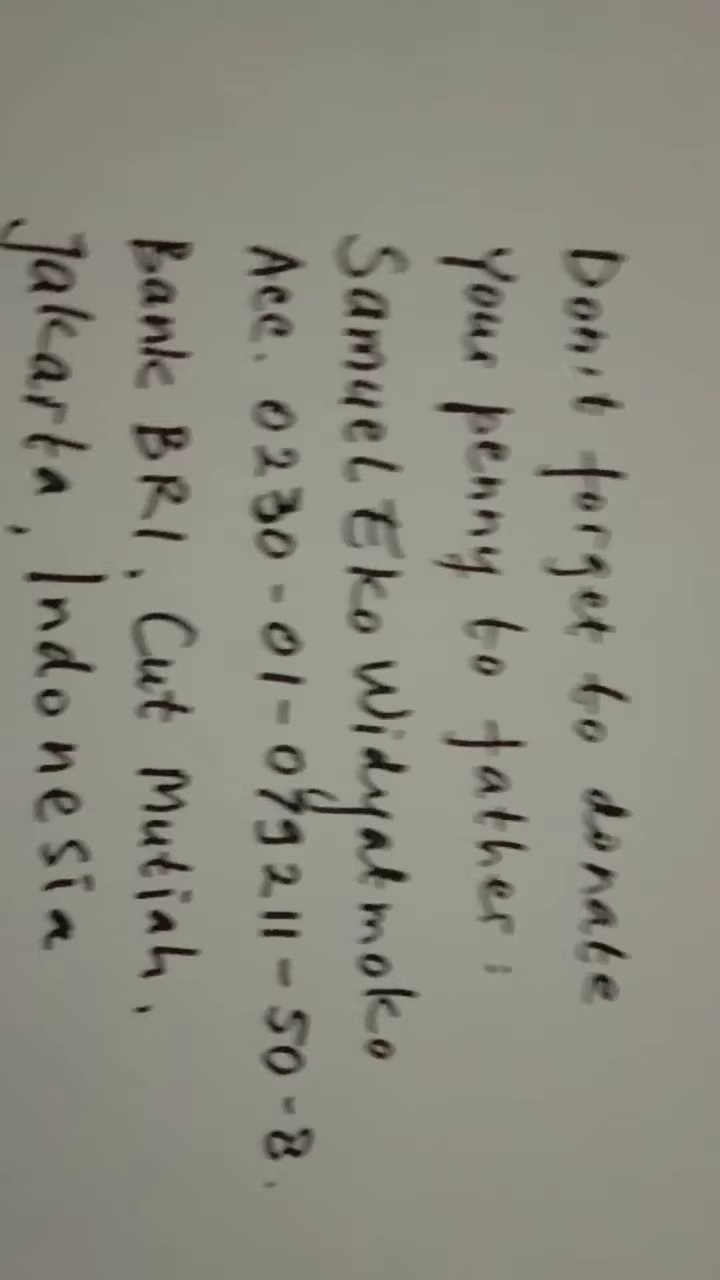 Don't forget to donate
your penny to father:
Samuel Eko Widyatmoko
Acc. 0230-01-079211-50-8.
Bank BRI, Cut Mutiah,
Jakarta, Indonesia